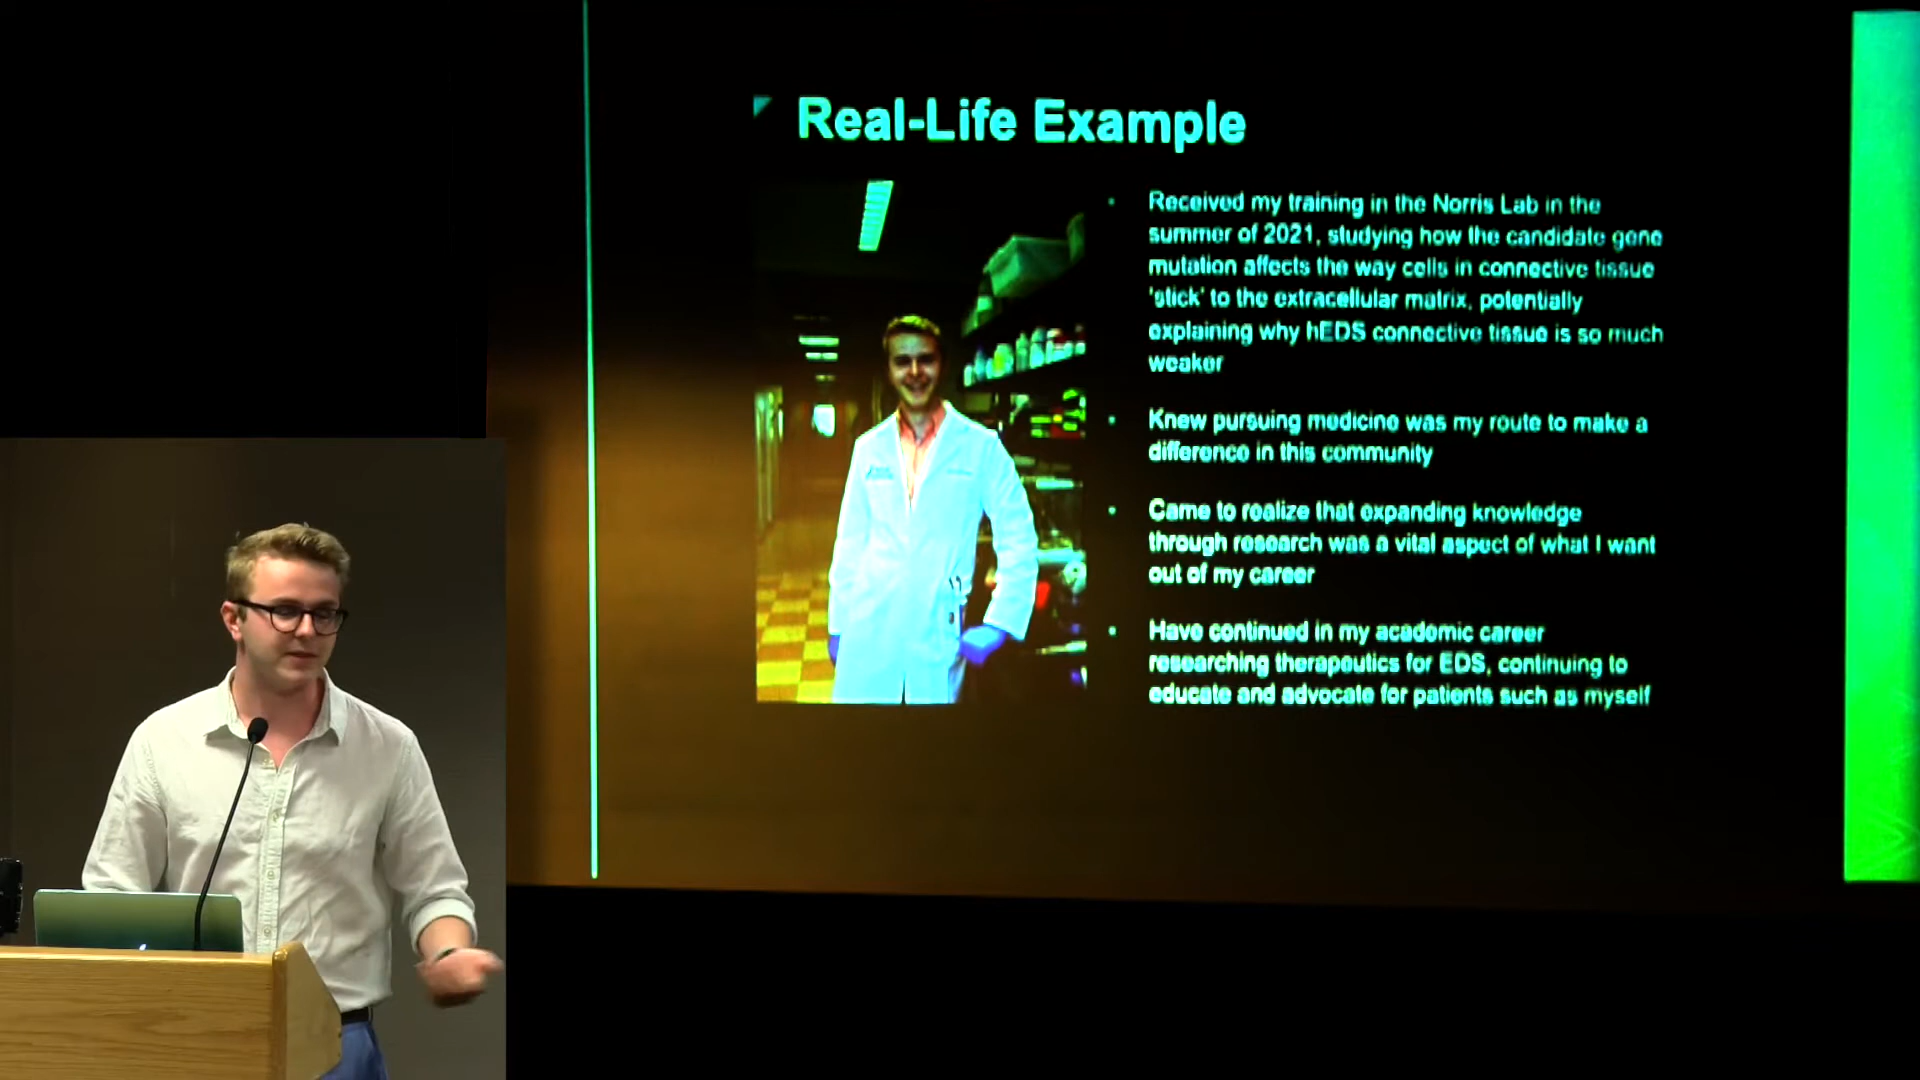 Real-Life Example
Received my training in the Norris Lab in the
summer of 2021, studying how the candidate gene
mutation affects the way cells in connective tissue
'stick' to the extracellular matrix, potentially
explaining why hEDS connective tissue is so much
weaker
Knew pursuing medicine was my route to make a
difference in this community
Came to realize that expanding knowledge
through research was a vital aspect of what I want
out of my career
Have continued in my academic career
researching therapeutics for EDS, continuing to
educate and advocate for patients such as myself